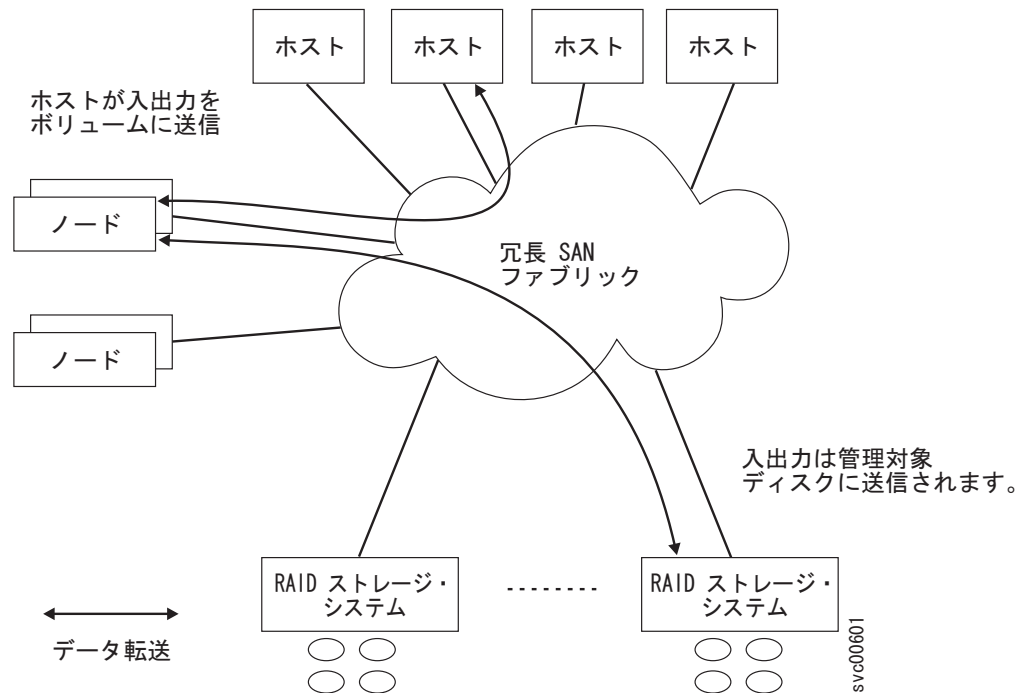 ホスト
ホスト
ホスト
ホスト
ホストが入出力を
ボリュームに送信
ノード
冗長 SAN
ファブリック
ノード
入出力は管理対象
ディスクに送信されます。
RAID ストレージ・
システム
RAID ストレージ・
システム
データ転送
svc00601